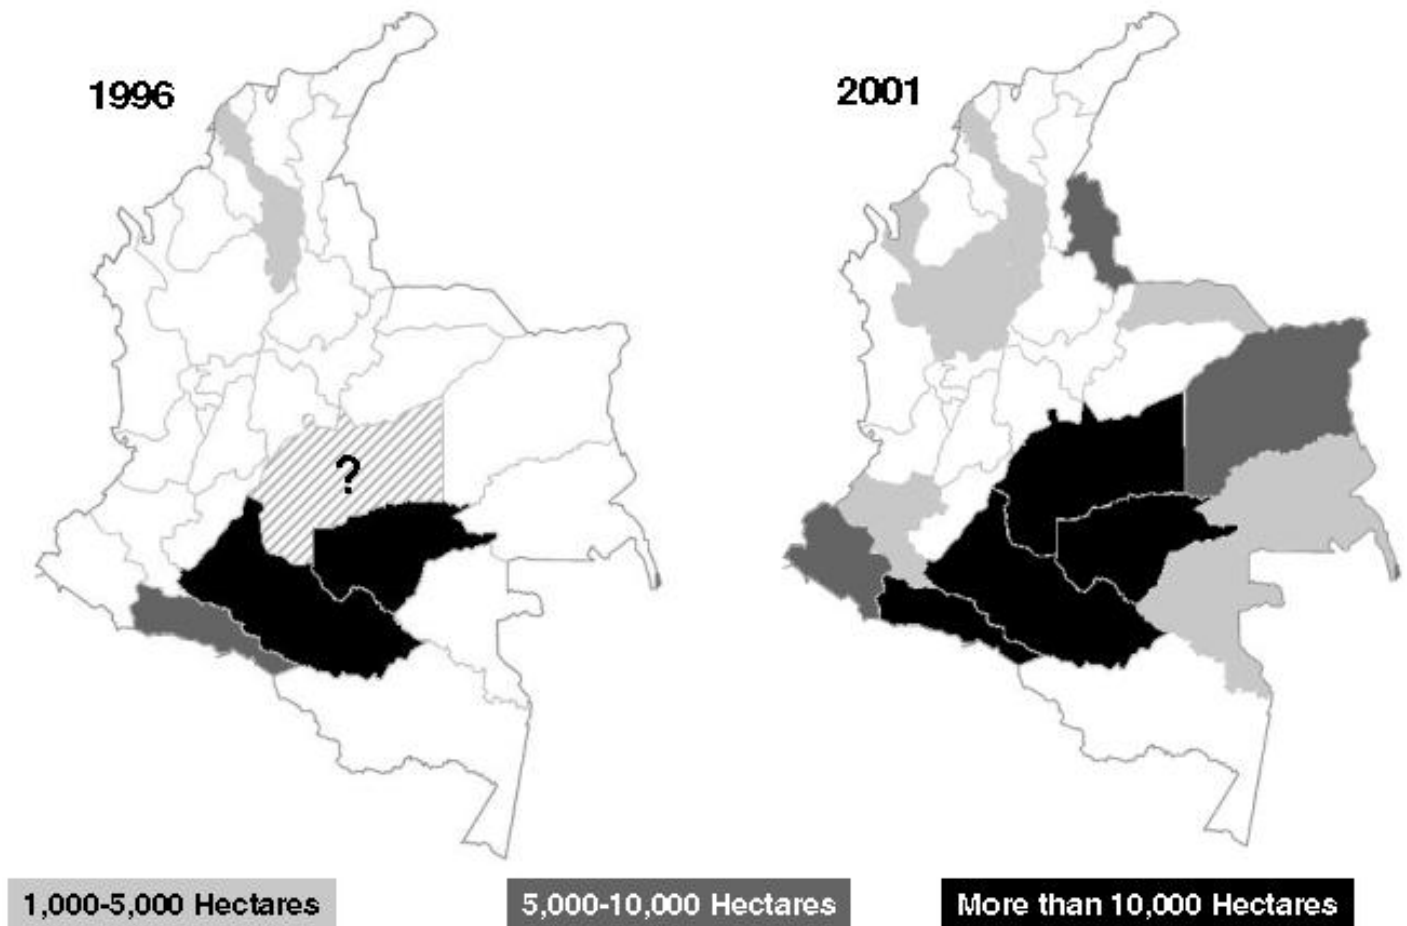 1996
2001
?
1,000-5,000 Hectares
5,000-10,000 Hectares
More than 10,000 Hectares